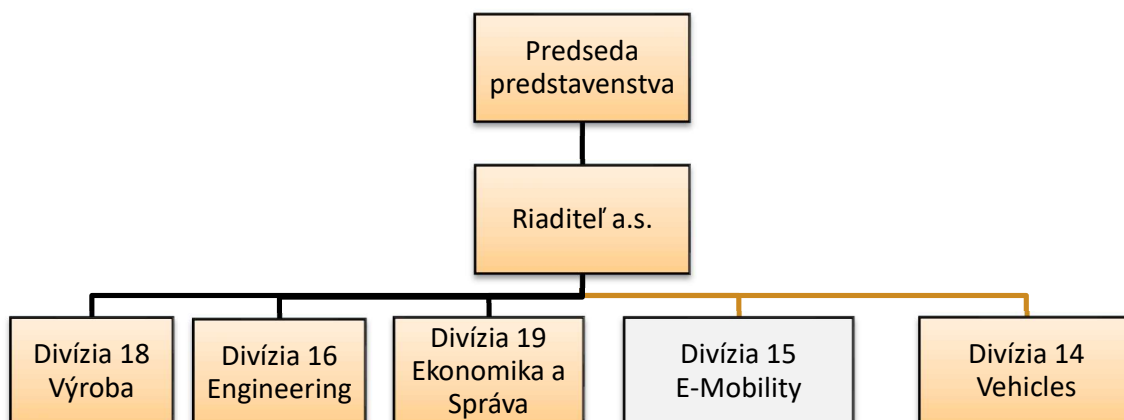 Predseda
predstavenstva
Riaditeľ a.s.
Divízia 18
Výroba
Divízia 16
Engineering
Divízia 19
Ekonomika a
Správa
Divízia 15
E-Mobility
Divízia 14
Vehicles